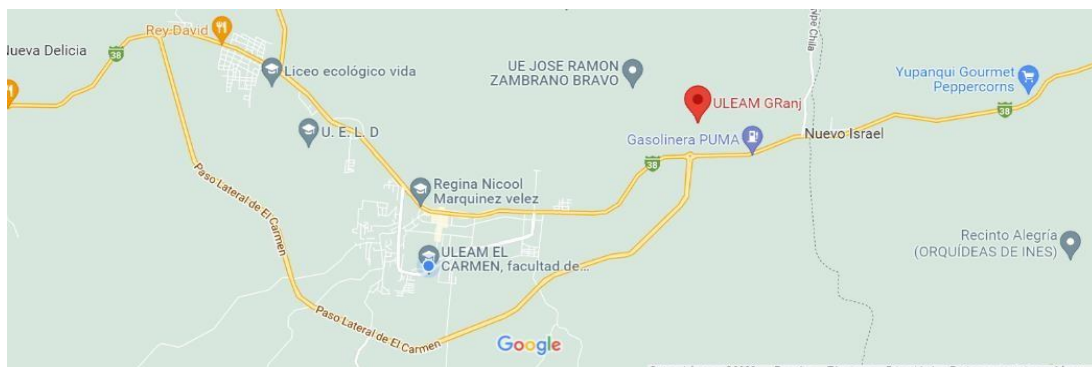 Rey David
Nueva Delicia
38
Liceo ecológico vida
UE JOSE RAMON
ZAMBRANO BRAVO
Yupanqui Gourmet
Peppercorns
ULEAM GRanj
38
U. E. L. D
Gasolinera PUMA
Nuevo Israel
38
Paso Lateral de El Carmen
Regina Nicool
Marquinez velez
Recinto Alegría
(ORQUÍDEAS DE INES)
ULEAM EL
CARMEN, facultad de...
Paso Lateral de El Carmen
Google